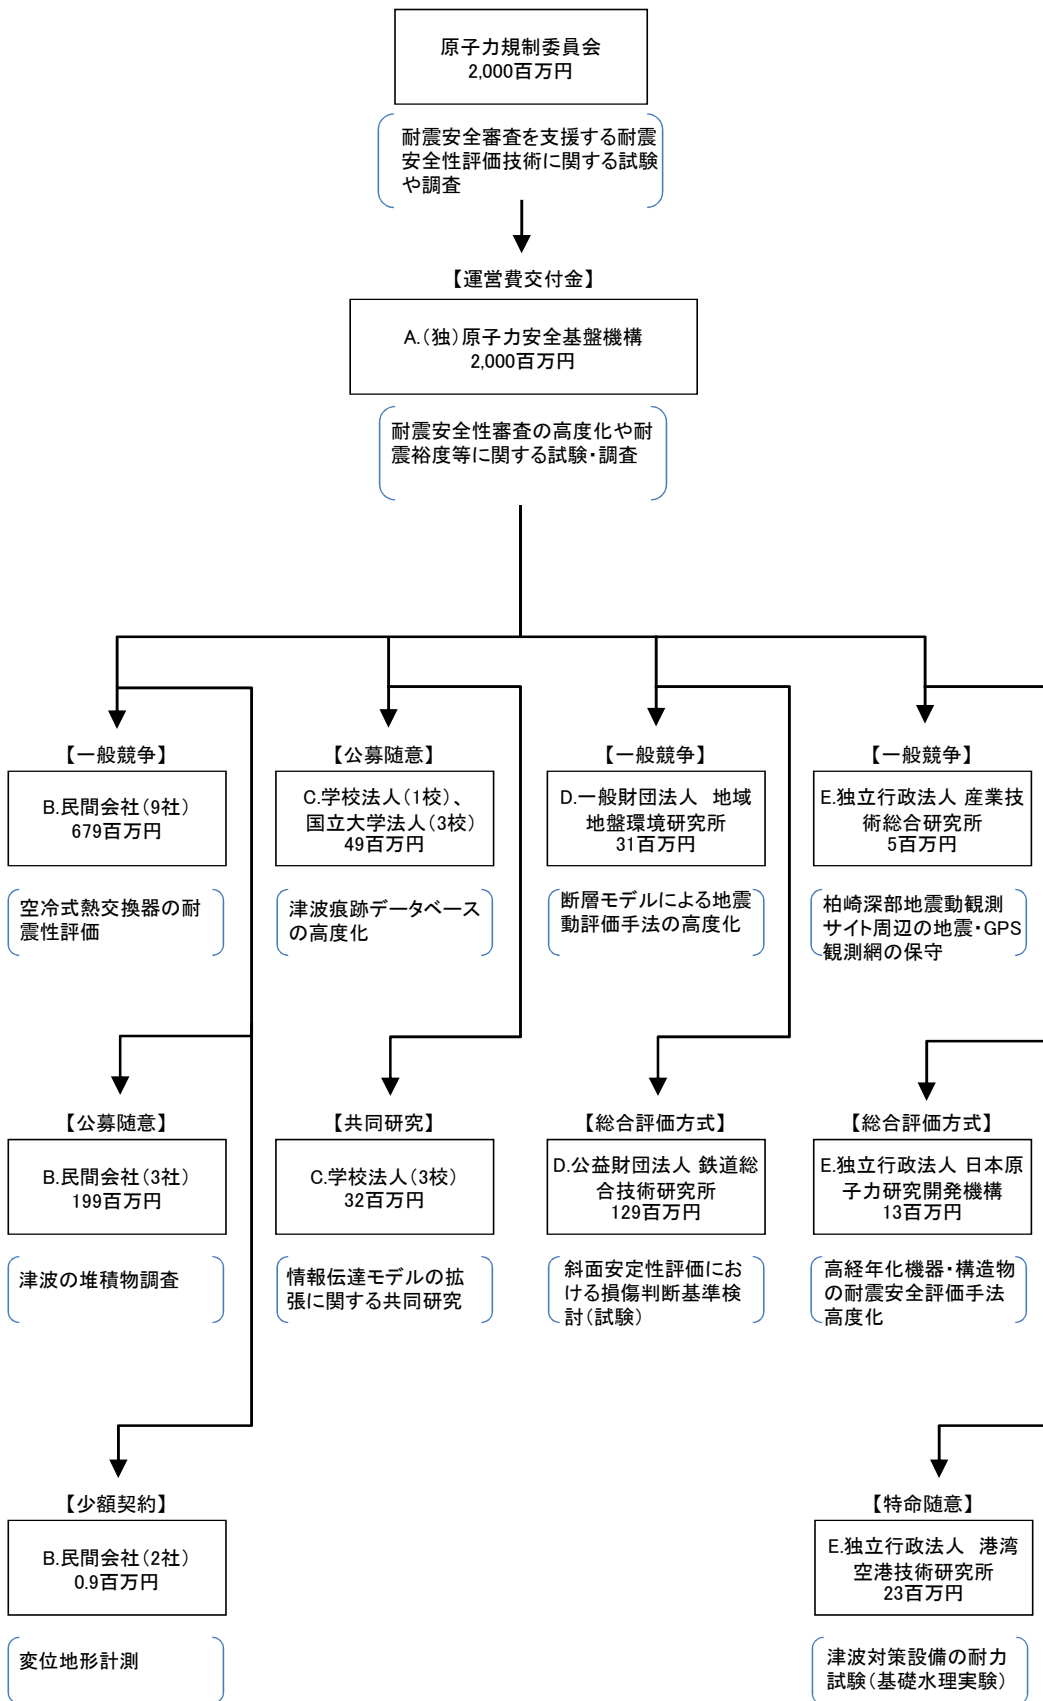 原子力規制委員会
2,000百万円
耐震安全審査を支援する耐震
安全性評価技術に関する試験
や調査
【運営費交付金】
A.(独)原子力安全基盤機構
2,000百万円
耐震安全性審査の高度化や耐
震裕度等に関する試験・調査
【一般競争】
B.民間会社(9社)
679百万円
空冷式熱交換器の耐
震性評価
【公募随意】
C.学校法人(1校)、
国立大学法人(3校)
49百万円
津波痕跡データベース
の高度化
【一般競争】
D.一般財団法人 地域
地盤環境研究所
31百万円
断層モデルによる地震
動評価手法の高度化
【一般競争】
E.独立行政法人 産業技
術総合研究所
5百万円
柏崎深部地震動観測
サイト周辺の地震・GPS
観測網の保守
【公募随意】
B.民間会社(3社)
199百万円
津波の堆積物調査
【共同研究】
C.学校法人(3校)
32百万円
情報伝達モデルの拡
張に関する共同研究
【総合評価方式】
D.公益財団法人 鉄道総
合技術研究所
129百万円
斜面安定性評価にお
ける損傷判断基準検
討(試験)
【総合評価方式】
E.独立行政法人 日本原
子力研究開発機構
13百万円
高経年化機器・構造物
の耐震安全評価手法
高度化
【少額契約】
B.民間会社(2社)
0.9百万円
変位地形計測
【特命随意】
E.独立行政法人 港湾
空港技術研究所
23百万円
津波対策設備の耐力
試験(基礎水理実験)